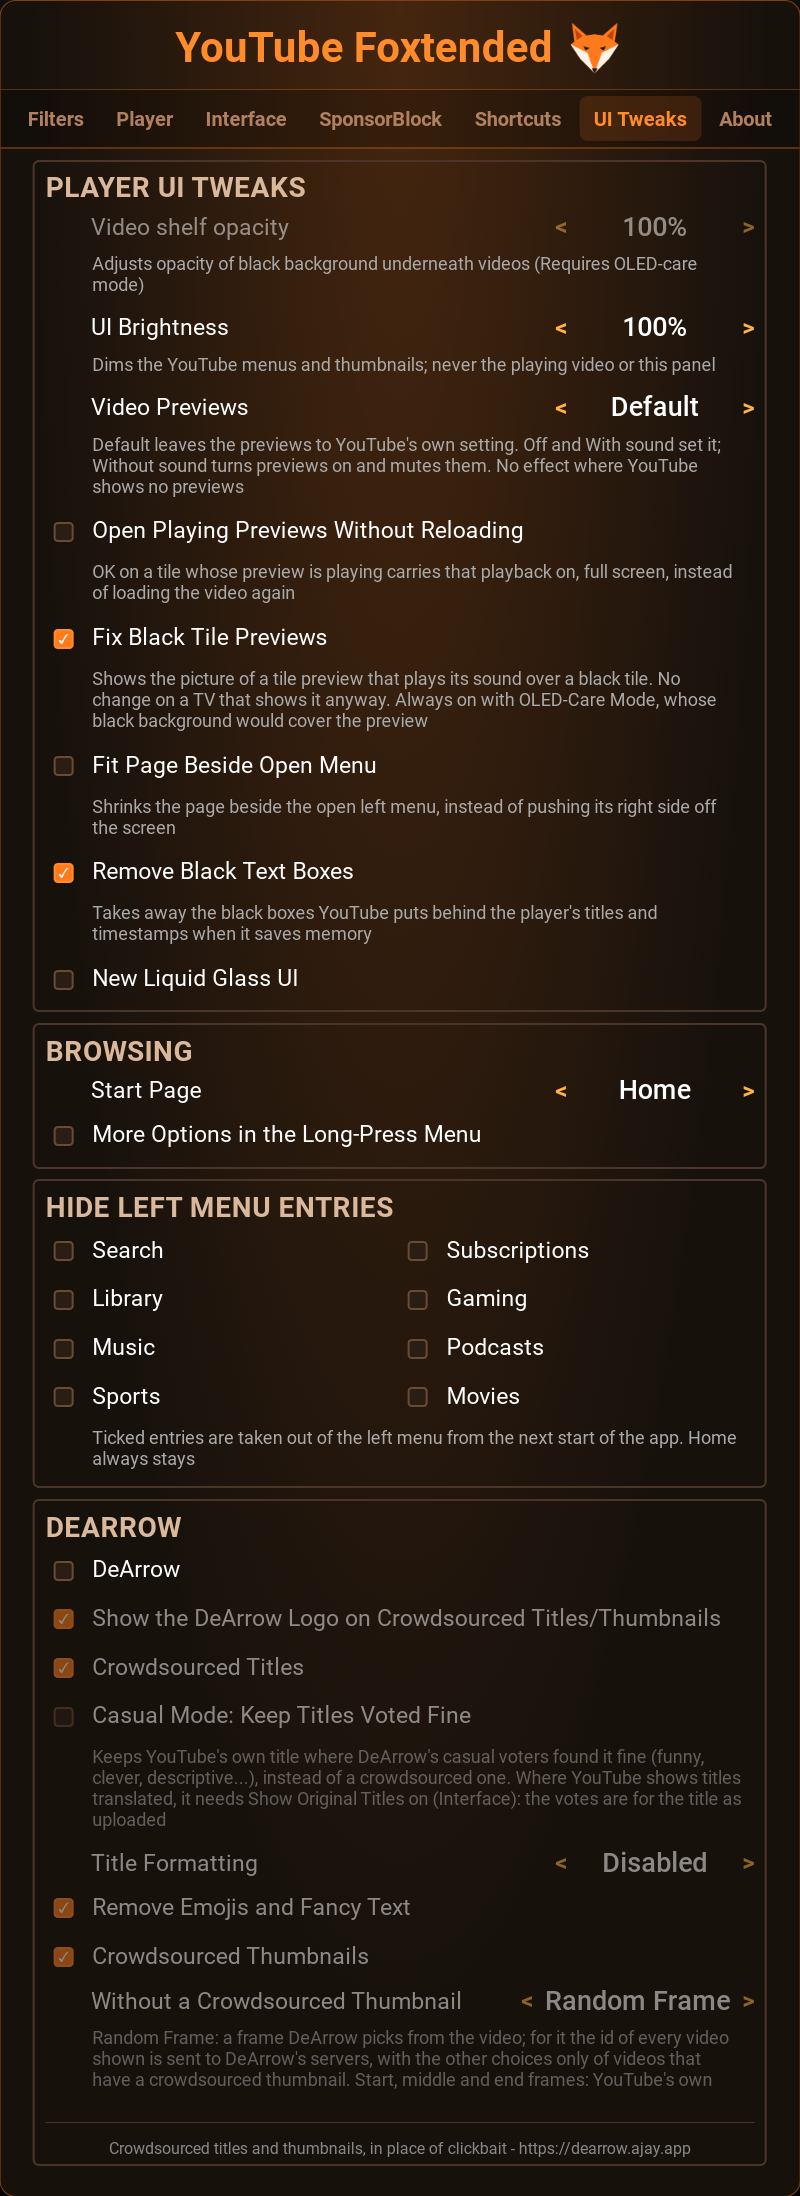 YouTube Foxtended
Filters Player Interface SponsorBlock Shortcuts UI Tweaks About
PLAYER UI TWEAKS
Video shelf opacity < 100% >
Adjusts opacity of black background underneath videos (Requires OLED-care
mode)
UI Brightness < 100% >
Dims the YouTube menus and thumbnails; never the playing video or this panel
Video Previews < Default >
Default leaves the previews to YouTube's own setting. Off and With sound set it;
Without sound turns previews on and mutes them. No effect where YouTube
shows no previews
Open Playing Previews Without Reloading
OK on a tile whose preview is playing carries that playback on, full screen, instead
of loading the video again
✓ Fix Black Tile Previews
Shows the picture of a tile preview that plays its sound over a black tile. No
change on a TV that shows it anyway. Always on with OLED-Care Mode, whose
black background would cover the preview
Fit Page Beside Open Menu
Shrinks the page beside the open left menu, instead of pushing its right side off
the screen
✓ Remove Black Text Boxes
Takes away the black boxes YouTube puts behind the player's titles and
timestamps when it saves memory
New Liquid Glass UI
BROWSING
Start Page < Home >
More Options in the Long-Press Menu
HIDE LEFT MENU ENTRIES
Search Subscriptions
Library Gaming
Music Podcasts
Sports Movies
Ticked entries are taken out of the left menu from the next start of the app. Home
always stays
DEARROW
DeArrow
✓ Show the DeArrow Logo on Crowdsourced Titles/Thumbnails
✓ Crowdsourced Titles
Casual Mode: Keep Titles Voted Fine
Keeps YouTube's own title where DeArrow's casual voters found it fine (funny,
clever, descriptive...), instead of a crowdsourced one. Where YouTube shows titles
translated, it needs Show Original Titles on (Interface): the votes are for the title as
uploaded
Title Formatting < Disabled >
✓ Remove Emojis and Fancy Text
✓ Crowdsourced Thumbnails
Without a Crowdsourced Thumbnail < Random Frame >
Random Frame: a frame DeArrow picks from the video; for it the id of every video
shown is sent to DeArrow's servers, with the other choices only of videos that
have a crowdsourced thumbnail. Start, middle and end frames: YouTube's own
Crowdsourced titles and thumbnails, in place of clickbait - https://dearrow.ajay.app